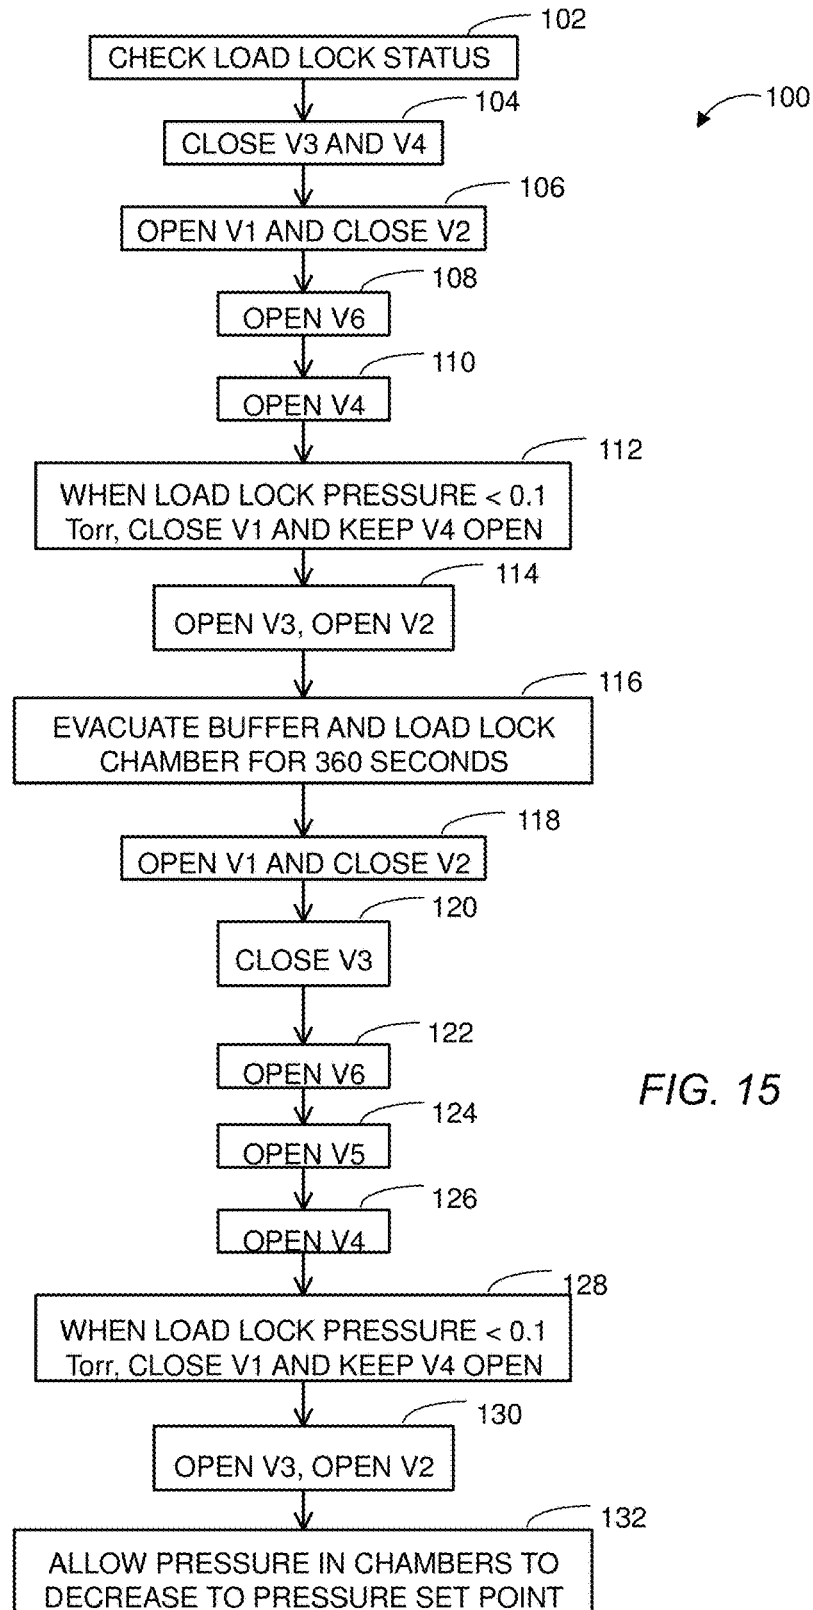 102
CHECK LOAD LOCK STATUS
100
104
CLOSE V3 AND V4
106
OPEN V1 AND CLOSE V2
108
OPEN V6
110
OPEN V4
112
WHEN LOAD LOCK PRESSURE < 0.1
Torr, CLOSE V1 AND KEEP V4 OPEN
114
OPEN V3, OPEN V2
116
EVACUATE BUFFER AND LOAD LOCK
CHAMBER FOR 360 SECONDS
118
OPEN V1 AND CLOSE V2
120
CLOSE V3
122
OPEN V6
FIG. 15
124
OPEN V5
126
OPEN V4
128
WHEN LOAD LOCK PRESSURE < 0.1
Torr, CLOSE V1 AND KEEP V4 OPEN
130
OPEN V3, OPEN V2
132
ALLOW PRESSURE IN CHAMBERS TO
DECREASE TO PRESSURE SET POINT